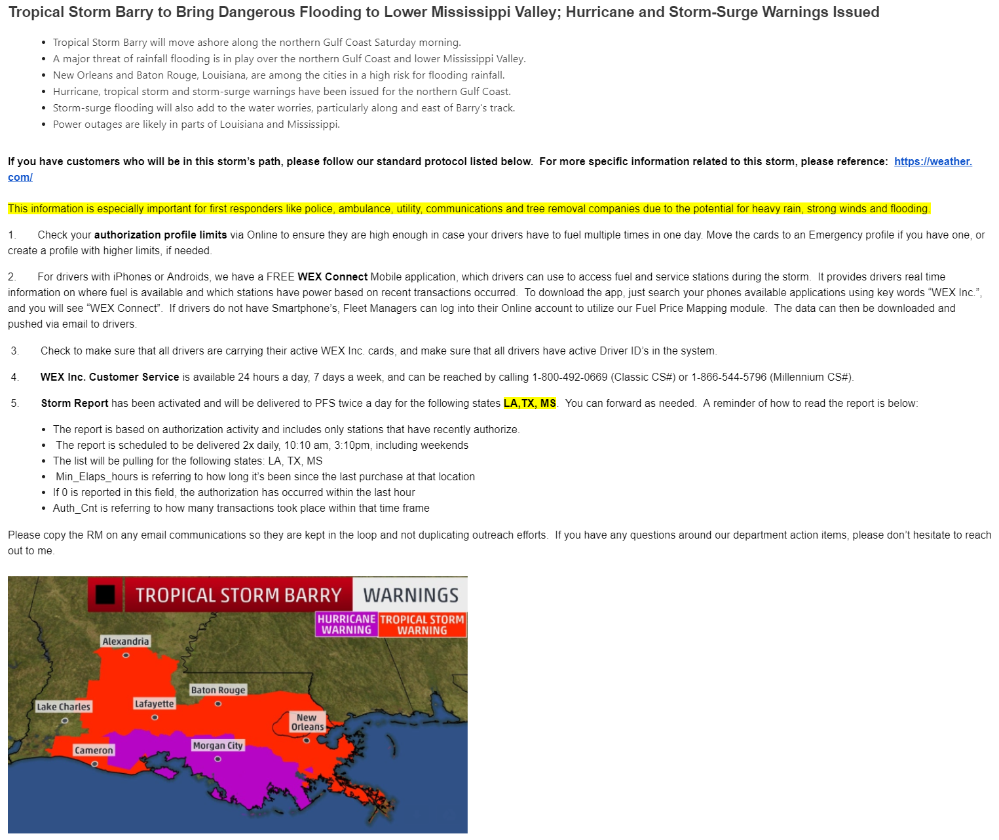 Tropical Storm Barry to Bring Dangerous Flooding to Lower Mississippi Valley; Hurricane and Storm-Surge Warnings Issued
• Tropical Storm Barry will move ashore along the northern Gulf Coast Saturday morning.
• A major threat of rainfall flooding is in play over the northern Gulf Coast and lower Mississippi Valley.
• New Orleans and Baton Rouge, Louisiana, are among the cities in a high risk for flooding rainfall.
• Hurricane, tropical storm and storm-surge warnings have been issued for the northern Gulf Coast.
• Storm-surge flooding will also add to the water worries, particularly along and east of Barry's track.
• Power outages are likely in parts of Louisiana and Mississippi.
If you have customers who will be in this storm’s path, please follow our standard protocol listed below.  For more specific information related to this storm, please reference:  https://weather.
com/
This information is especially important for first responders like police, ambulance, utility, communications and tree removal companies due to the potential for heavy rain, strong winds and flooding.
1. Check your authorization profile limits via Online to ensure they are high enough in case your drivers have to fuel multiple times in one day. Move the cards to an Emergency profile if you have one, or
create a profile with higher limits, if needed.
2. For drivers with iPhones or Androids, we have a FREE WEX Connect Mobile application, which drivers can use to access fuel and service stations during the storm.  It provides drivers real time
information on where fuel is available and which stations have power based on recent transactions occurred.  To download the app, just search your phones available applications using key words “WEX Inc.”,
and you will see “WEX Connect”.  If drivers do not have Smartphone’s, Fleet Managers can log into their Online account to utilize our Fuel Price Mapping module.  The data can then be downloaded and
pushed via email to drivers.
3. Check to make sure that all drivers are carrying their active WEX Inc. cards, and make sure that all drivers have active Driver ID’s in the system.
4. WEX Inc. Customer Service is available 24 hours a day, 7 days a week, and can be reached by calling 1-800-492-0669 (Classic CS#) or 1-866-544-5796 (Millennium CS#).
5. Storm Report has been activated and will be delivered to PFS twice a day for the following states LA,TX, MS.  You can forward as needed.  A reminder of how to read the report is below:
• The report is based on authorization activity and includes only stations that have recently authorize.
• The report is scheduled to be delivered 2x daily, 10:10 am, 3:10pm, including weekends
• The list will be pulling for the following states: LA, TX, MS
• Min_Elaps_hours is referring to how long it’s been since the last purchase at that location
• If 0 is reported in this field, the authorization has occurred within the last hour
• Auth_Cnt is referring to how many transactions took place within that time frame
Please copy the RM on any email communications so they are kept in the loop and not duplicating outreach efforts.  If you have any questions around our department action items, please don’t hesitate to reach
out to me.
TROPICAL STORM BARRY WARNINGS
HURRICANE WARNING
TROPICAL STORM WARNING
Alexandria
Baton Rouge
Lafayette
Lake Charles
New
Orleans
Morgan City
Cameron